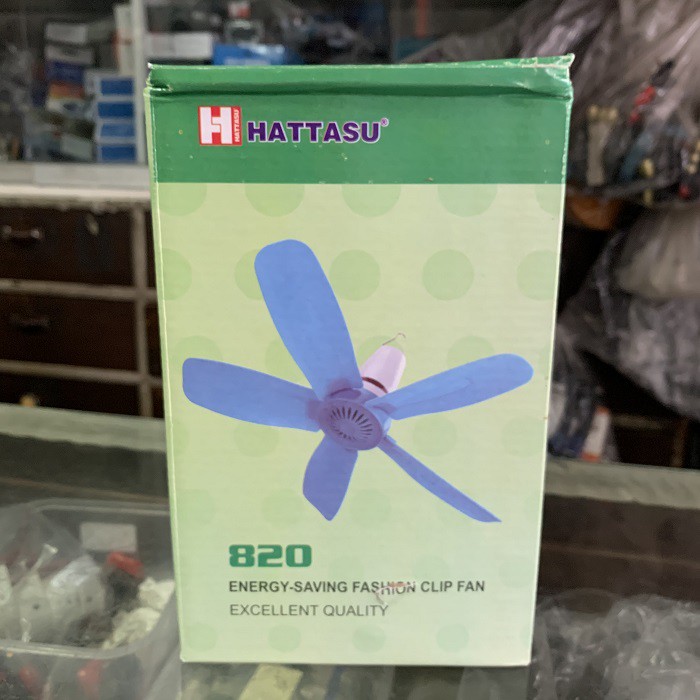 HATTASU
HATTASU®
820
ENERGY-SAVING FASHION CLIP FAN
EXCELLENT QUALITY